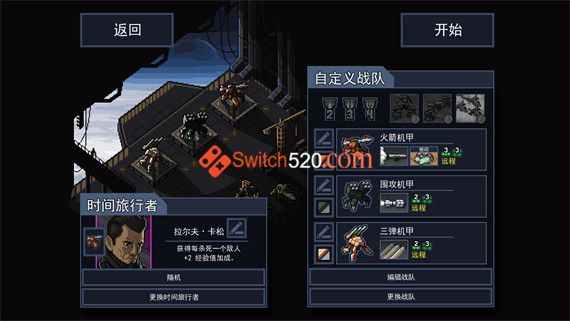 返回
开始
自定义战队
2 3 4
火箭机甲
被动
3 3
远程
围攻机甲
2 3
远程
三弹机甲
2 3
远程
编辑战队
更换战队
Switch520.com
时间旅行者
拉尔夫·卡松
获得每杀死一个敌人
+2 经验值加成。
随机
更换时间旅行者